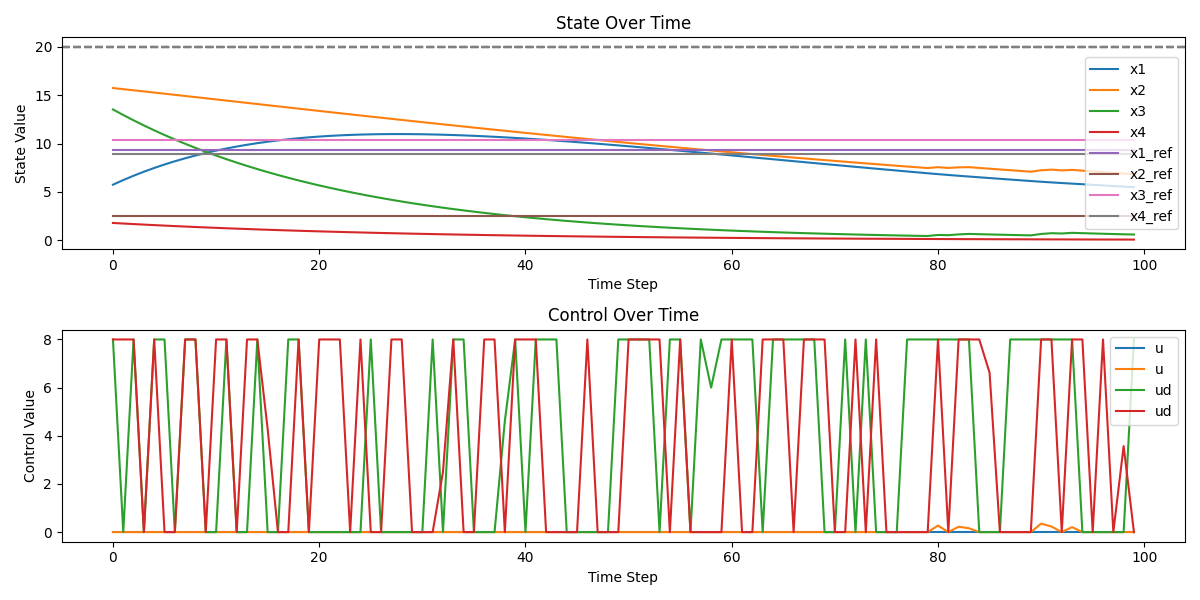 State Over Time
State Value
20
15
10
5
0
x1
x2
x3
x4
x1_ref
x2_ref
x3_ref
x4_ref
0 20 40 60 80 100
Time Step
Control Over Time
Control Value
8
6
4
2
0
u
u
ud
ud
0 20 40 60 80 100
Time Step